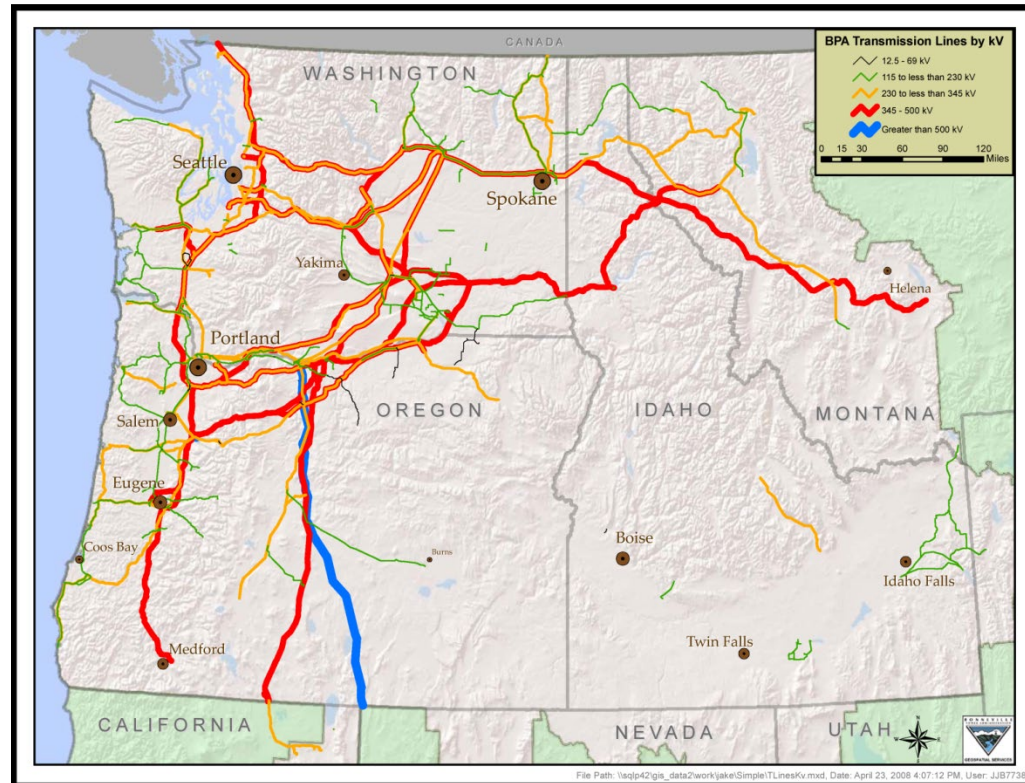 CANADA
BPA Transmission Lines by kV
12.5 - 69 kV
115 to less than 230 kV
230 to less than 345 kV
345 - 500 kV
Greater than 500 kV
0 15 30 60 90 120
Miles
WASHINGTON
Seattle
Spokane
Yakima
Helena
Portland
OREGON
IDAHO
MONTANA
Salem
Eugene
Coos Bay
Burns
Boise
Idaho Falls
Medford
Twin Falls
CALIFORNIA
NEVADA
UTAH
N
W
E
S
BONNEVILLE
GEOSPATIAL SERVICES
File Path: \\sqlp42\gis_data2\work\jake\Simple\TLinesKv.mxd, Date: April 23, 2008 4:07:12 PM, User: JJB7738